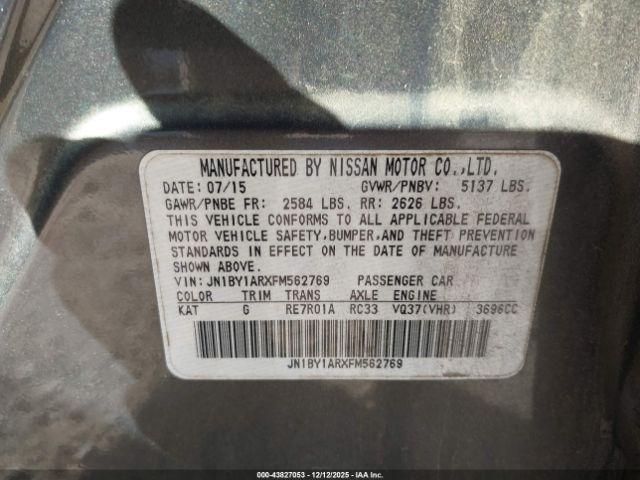 MANUFACTURED BY NISSAN MOTOR CO.,LTD.
DATE: 07/15 GVWR/PNBV: 5137 LBS.
GAWR/PNBE FR: 2584 LBS. RR: 2626 LBS.
THIS VEHICLE CONFORMS TO ALL APPLICABLE FEDERAL
MOTOR VEHICLE SAFETY,BUMPER,AND THEFT PREVENTION
STANDARDS IN EFFECT ON THE DATE OF MANUFACTURE
SHOWN ABOVE.
VIN: JN1BY1ARXFM562769 PASSENGER CAR
COLOR TRIM TRANS AXLE ENGINE
KAT G RE7R01A RC33 VQ37(VHR) 3696CC
JN1BY1ARXFM562769
000-43827053 - 12/12/2025 - IAA Inc.